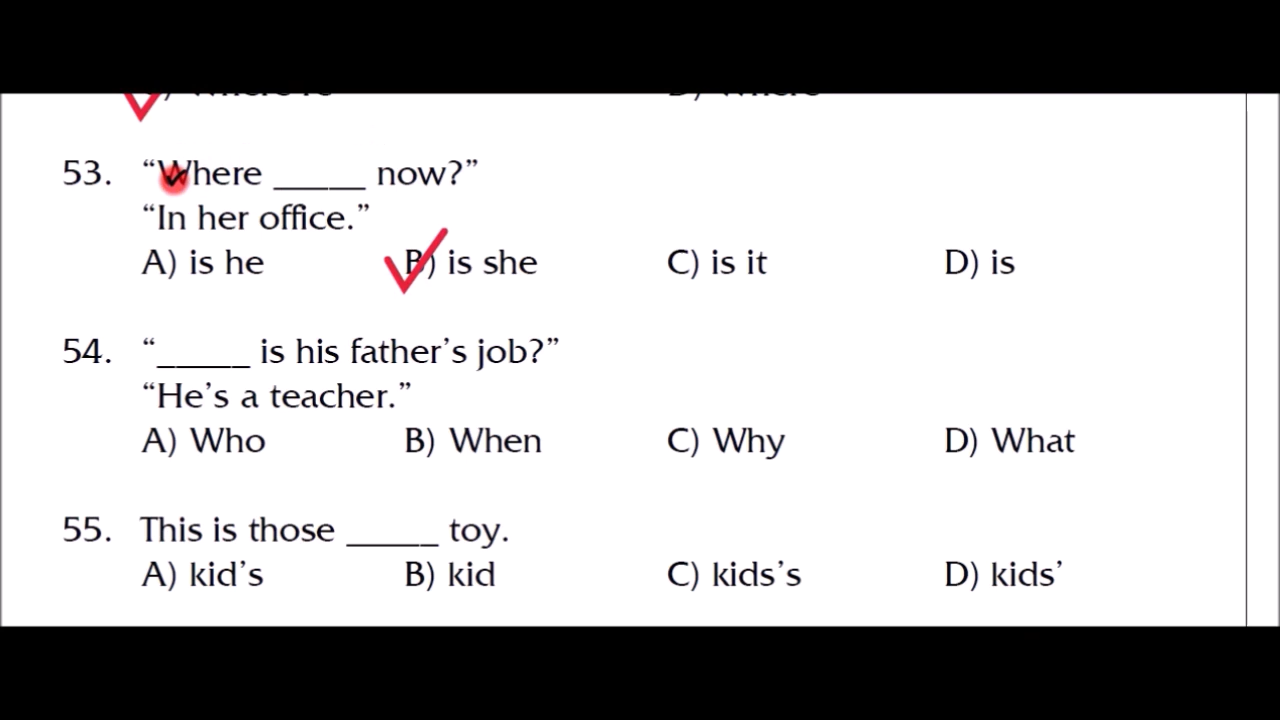 53. “Where _____ now?”
“In her office.”
A) is he B) is she C) is it D) is
54. “_____ is his father’s job?”
“He’s a teacher.”
A) Who B) When C) Why D) What
55. This is those _____ toy.
A) kid’s B) kid C) kids’s D) kids’